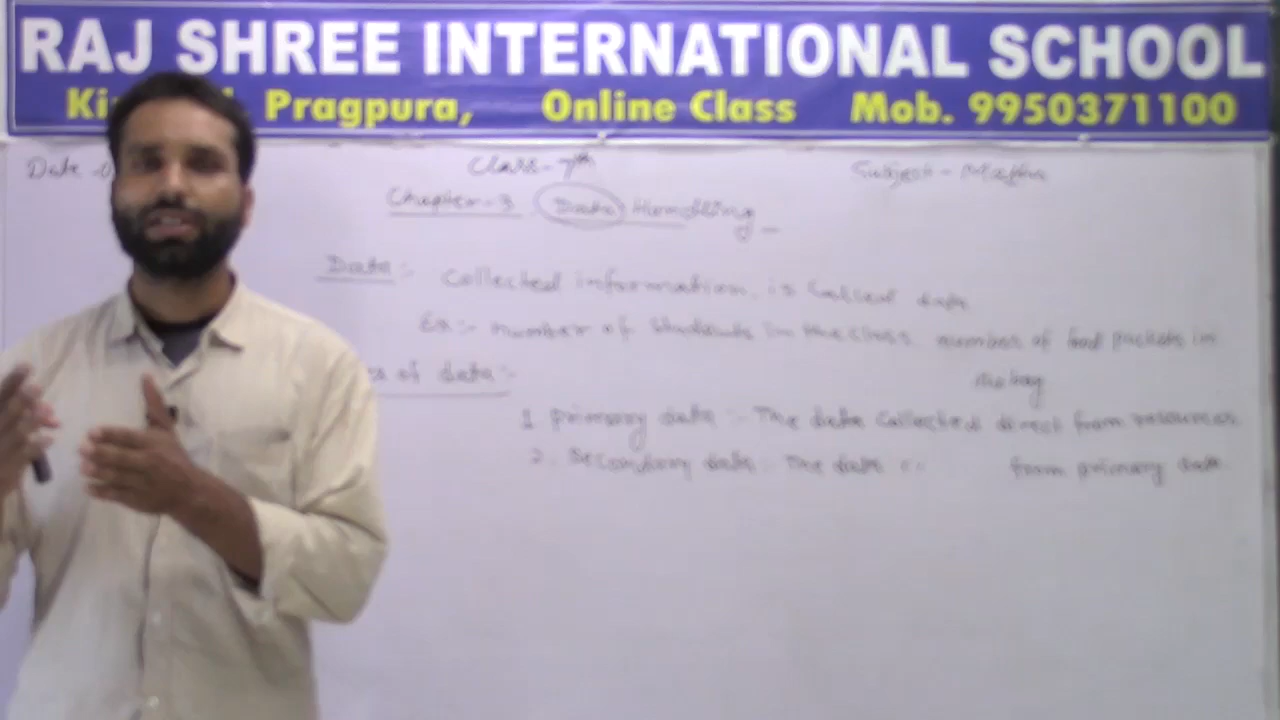 RAJ SHREE INTERNATIONAL SCHOOL
Pragpura, Online Class Mob. 9950371100
Date - Class - 7th Subject - Maths
Chapter - 3 Data Handling
Data :- Collected information is called data
Ex :- number of students in the class, number of food packets in
the bag
of data :-
1 primary data :- The data collected direct from resources
2. Secondary data The data " from primary data